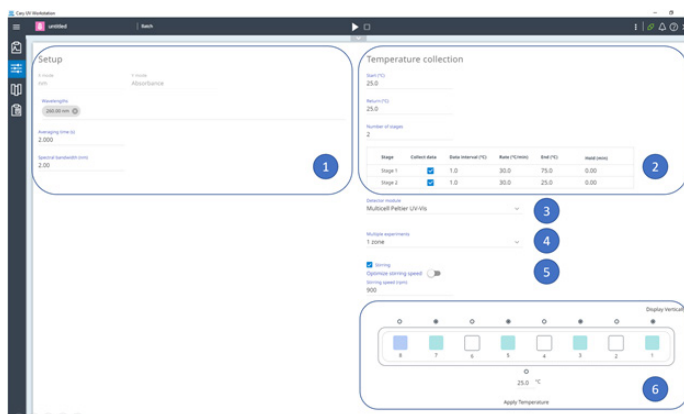 Cary UV Workstation
untitled
Batch
Setup
X mode
nm
Y mode
Absorbance
Wavelengths
260.00 nm
Averaging time (s)
2.000
Spectral bandwidth (nm)
2.00
1
Temperature collection
Start (°C)
25.0
Return (°C)
25.0
Number of stages
2
Stage Collect data Data interval (°C) Rate (°C/min) End (°C) Hold (min)
Stage 1 1.0 30.0 75.0 0.00
Stage 2 1.0 30.0 25.0 0.00
2
Detector module
Multicell Peltier UV-Vis
3
Multiple experiments
1 zone
4
Stirring
Optimize stirring speed
Stirring speed (rpm)
900
5
Display Vertical
8 7 6 5 4 3 2 1
25.0 °C
Apply Temperature
6